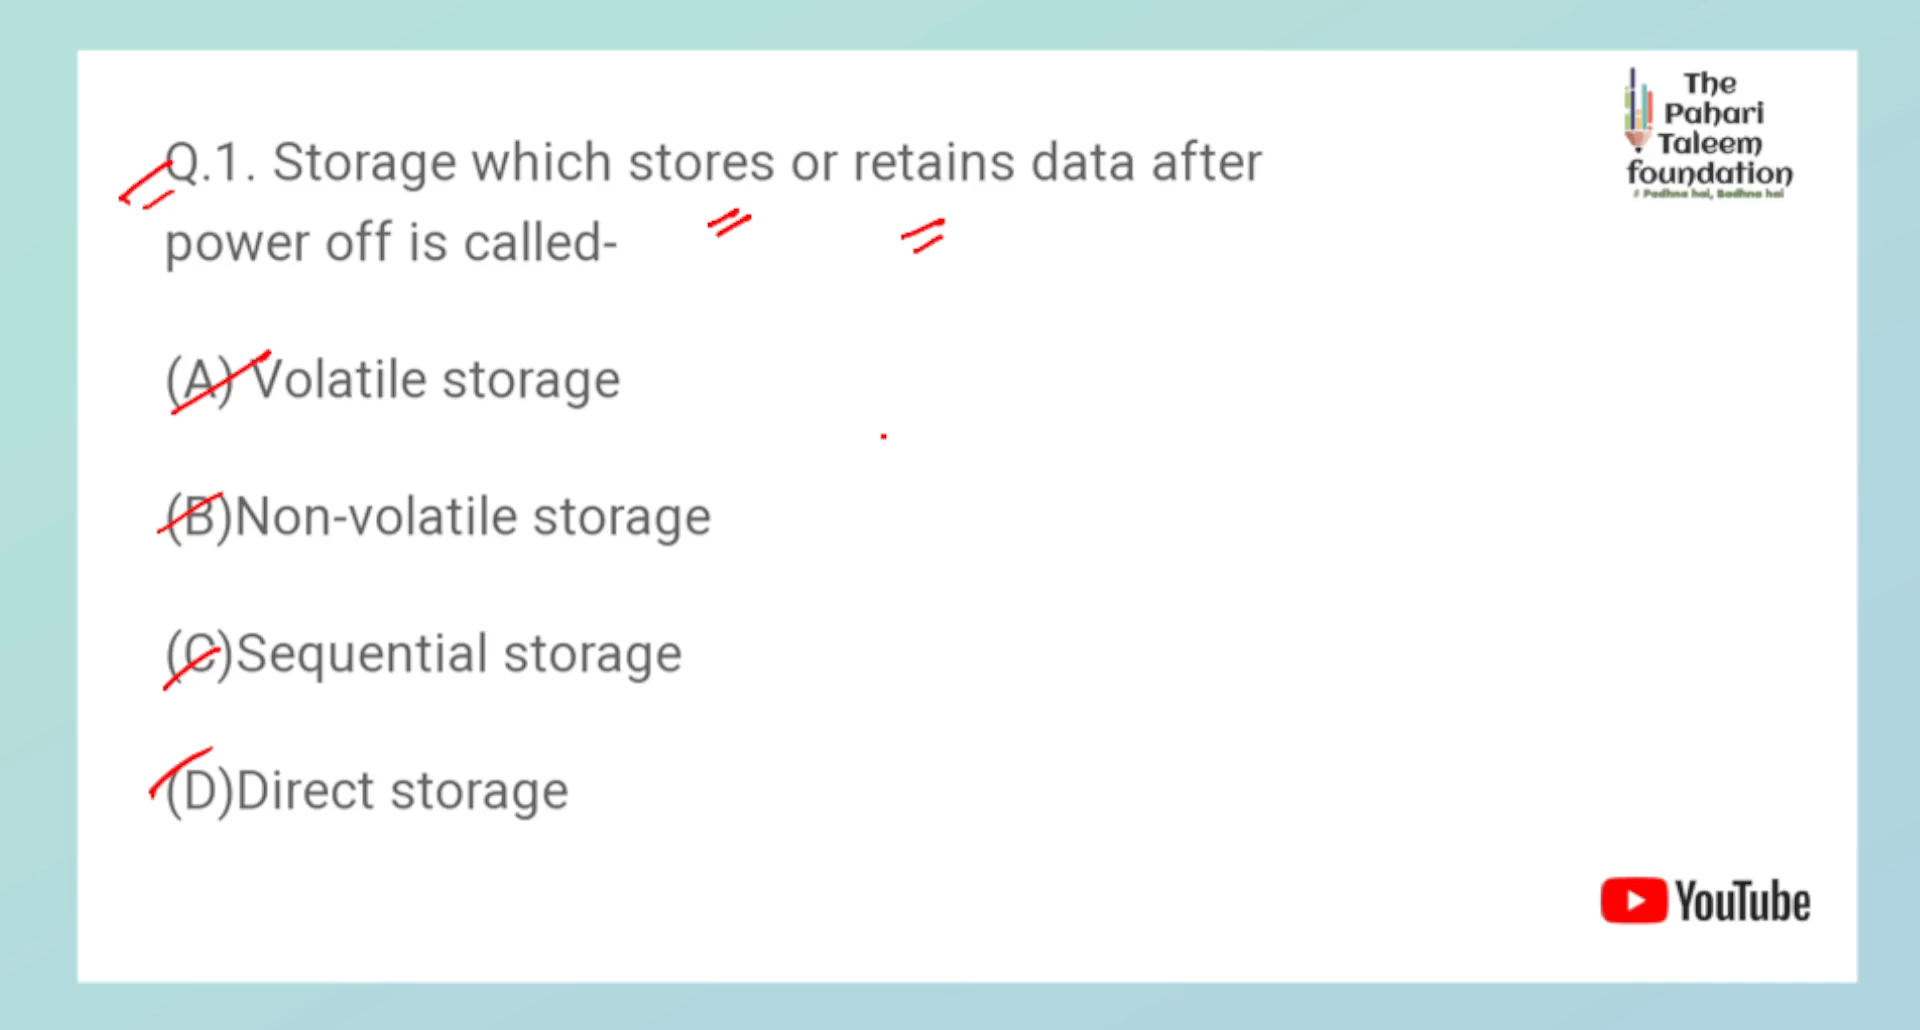 The
Pahari
Taleem
foundation
# Padhna hai, Badhna hai
Q.1. Storage which stores or retains data after
power off is called-
(A) Volatile storage
(B)Non-volatile storage
(C)Sequential storage
(D)Direct storage
YouTube